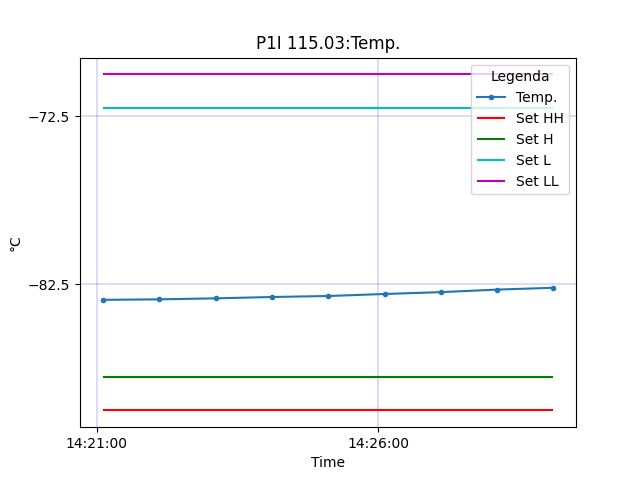 P1I 115.03:Temp.
Legenda
Temp.
Set HH
Set H
Set L
Set LL
−72.5
−82.5
°C
14:21:00
14:26:00
Time